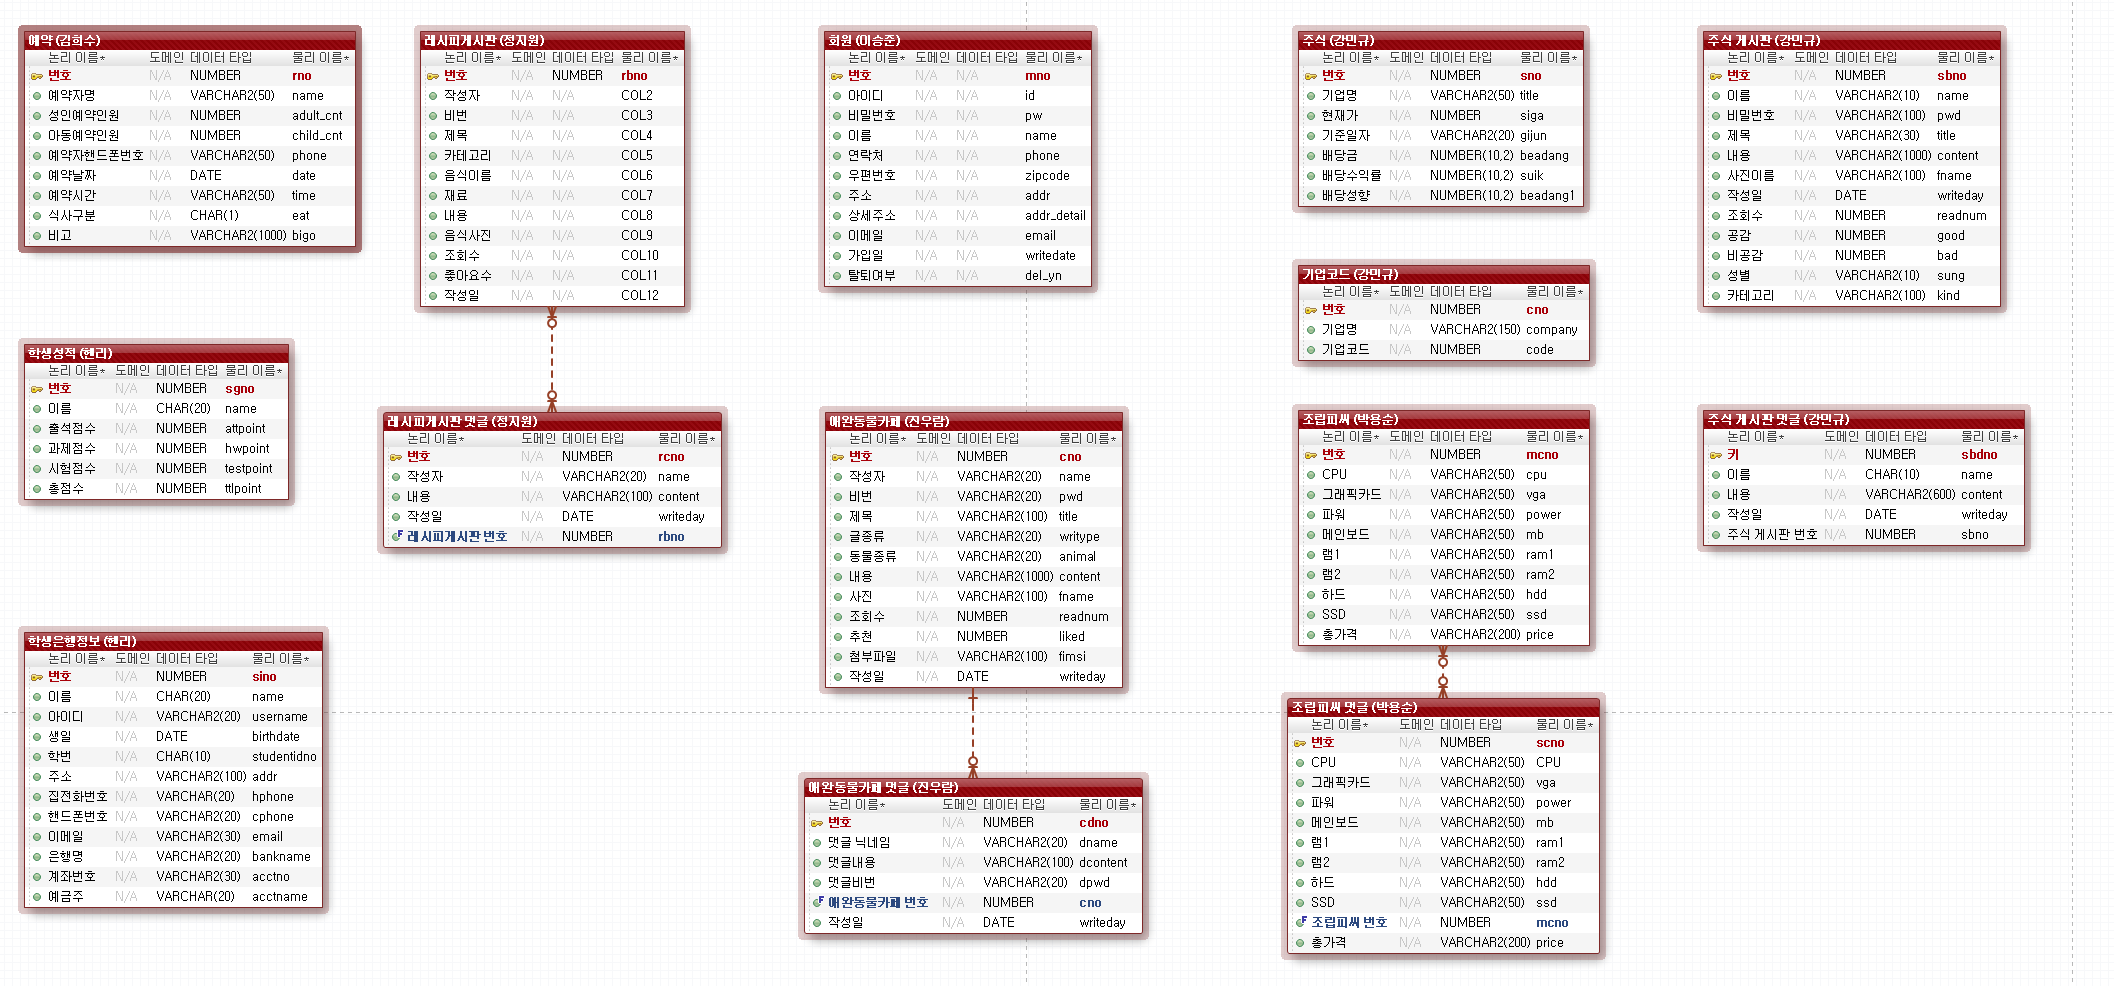 예약 (김희수)
논리 이름* 도메인 데이터 타입 물리 이름*
번호 N/A NUMBER rno
예약자명 N/A VARCHAR2(50) name
성인예약인원 N/A NUMBER adult_cnt
아동예약인원 N/A NUMBER child_cnt
예약자핸드폰번호 N/A VARCHAR2(50) phone
예약날짜 N/A DATE date
예약시간 N/A VARCHAR2(50) time
식사구분 N/A CHAR(1) eat
비고 N/A VARCHAR2(1000) bigo
학생성적 (헨리)
논리 이름* 도메인 데이터 타입 물리 이름*
번호 N/A NUMBER sgno
이름 N/A CHAR(20) name
출석점수 N/A NUMBER attpoint
과제점수 N/A NUMBER hwpoint
시험점수 N/A NUMBER testpoint
총점수 N/A NUMBER ttlpoint
학생은행정보 (헨리)
논리 이름* 도메인 데이터 타입 물리 이름*
번호 N/A NUMBER sino
이름 N/A CHAR(20) name
아이디 N/A VARCHAR2(20) username
생일 N/A DATE birthdate
학번 N/A CHAR(10) studentidno
주소 N/A VARCHAR2(100) addr
집전화번호 N/A VARCHAR(20) hphone
핸드폰번호 N/A VARCHAR2(20) cphone
이메일 N/A VARCHAR2(30) email
은행명 N/A VARCHAR2(20) bankname
계좌번호 N/A VARCHAR2(30) acctno
예금주 N/A VARCHAR(20) acctname
레시피게시판 (정지원)
논리 이름* 도메인 데이터 타입 물리 이름*
번호 N/A NUMBER rbno
작성자 N/A N/A COL2
비번 N/A N/A COL3
제목 N/A N/A COL4
카테고리 N/A N/A COL5
음식이름 N/A N/A COL6
재료 N/A N/A COL7
내용 N/A N/A COL8
음식사진 N/A N/A COL9
조회수 N/A N/A COL10
좋아요수 N/A N/A COL11
작성일 N/A N/A COL12
레시피게시판 댓글 (정지원)
논리 이름* 도메인 데이터 타입 물리 이름*
번호 N/A NUMBER rcno
작성자 N/A VARCHAR2(20) name
내용 N/A VARCHAR2(100) content
작성일 N/A DATE writeday
레시피게시판 번호 N/A NUMBER rbno
회원 (이승준)
논리 이름* 도메인 데이터 타입 물리 이름*
번호 N/A N/A mno
아이디 N/A N/A id
비밀번호 N/A N/A pw
이름 N/A N/A name
연락처 N/A N/A phone
우편번호 N/A N/A zipcode
주소 N/A N/A addr
상세주소 N/A N/A addr_detail
이메일 N/A N/A email
가입일 N/A N/A writedate
탈퇴여부 N/A N/A del_yn
애완동물카페 (진우람)
논리 이름* 도메인 데이터 타입 물리 이름*
번호 N/A NUMBER cno
작성자 N/A VARCHAR2(20) name
비번 N/A VARCHAR2(20) pwd
제목 N/A VARCHAR2(100) title
글종류 N/A VARCHAR2(20) writype
동물종류 N/A VARCHAR2(20) animal
내용 N/A VARCHAR2(1000) content
사진 N/A VARCHAR2(100) fname
조회수 N/A NUMBER readnum
추천 N/A NUMBER liked
첨부파일 N/A VARCHAR2(100) fimsi
작성일 N/A DATE writeday
애완동물카페 댓글 (진우람)
논리 이름* 도메인 데이터 타입 물리 이름*
번호 N/A NUMBER cdno
댓글 닉네임 N/A VARCHAR2(20) dname
댓글내용 N/A VARCHAR2(100) dcontent
댓글비번 N/A VARCHAR2(20) dpwd
애완동물카페 번호 N/A NUMBER cno
작성일 N/A DATE writeday
주식 (강민규)
논리 이름* 도메인 데이터 타입 물리 이름*
번호 N/A NUMBER sno
기업명 N/A VARCHAR2(50) title
현재가 N/A NUMBER siga
기준일자 N/A VARCHAR2(20) gijun
배당금 N/A NUMBER(10,2) beadang
배당수익률 N/A NUMBER(10,2) suik
배당성향 N/A NUMBER(10,2) beadang1
기업코드 (강민규)
논리 이름* 도메인 데이터 타입 물리 이름*
번호 N/A NUMBER cno
기업명 N/A VARCHAR2(150) company
기업코드 N/A NUMBER code
조립피씨 (박용순)
논리 이름* 도메인 데이터 타입 물리 이름*
번호 N/A NUMBER mcno
CPU N/A VARCHAR2(50) cpu
그래픽카드 N/A VARCHAR2(50) vga
파워 N/A VARCHAR2(50) power
메인보드 N/A VARCHAR2(50) mb
램1 N/A VARCHAR2(50) ram1
램2 N/A VARCHAR2(50) ram2
하드 N/A VARCHAR2(50) hdd
SSD N/A VARCHAR2(50) ssd
총가격 N/A VARCHAR2(200) price
조립피씨 댓글 (박용순)
논리 이름* 도메인 데이터 타입 물리 이름*
번호 N/A NUMBER scno
CPU N/A VARCHAR2(50) CPU
그래픽카드 N/A VARCHAR2(50) vga
파워 N/A VARCHAR2(50) power
메인보드 N/A VARCHAR2(50) mb
램1 N/A VARCHAR2(50) ram1
램2 N/A VARCHAR2(50) ram2
하드 N/A VARCHAR2(50) hdd
SSD N/A VARCHAR2(50) ssd
조립피씨 번호 N/A NUMBER mcno
총가격 N/A VARCHAR2(200) price
주식 게시판 (강민규)
논리 이름* 도메인 데이터 타입 물리 이름*
번호 N/A NUMBER sbno
이름 N/A VARCHAR2(10) name
비밀번호 N/A VARCHAR2(100) pwd
제목 N/A VARCHAR2(30) title
내용 N/A VARCHAR2(1000) content
사진이름 N/A VARCHAR2(100) fname
작성일 N/A DATE writeday
조회수 N/A NUMBER readnum
공감 N/A NUMBER good
비공감 N/A NUMBER bad
성별 N/A VARCHAR2(10) sung
카테고리 N/A VARCHAR2(100) kind
주식 게시판 댓글 (강민규)
논리 이름* 도메인 데이터 타입 물리 이름*
키 N/A NUMBER sbdno
이름 N/A CHAR(10) name
내용 N/A VARCHAR2(600) content
작성일 N/A DATE writeday
주식 게시판 번호 N/A NUMBER sbno